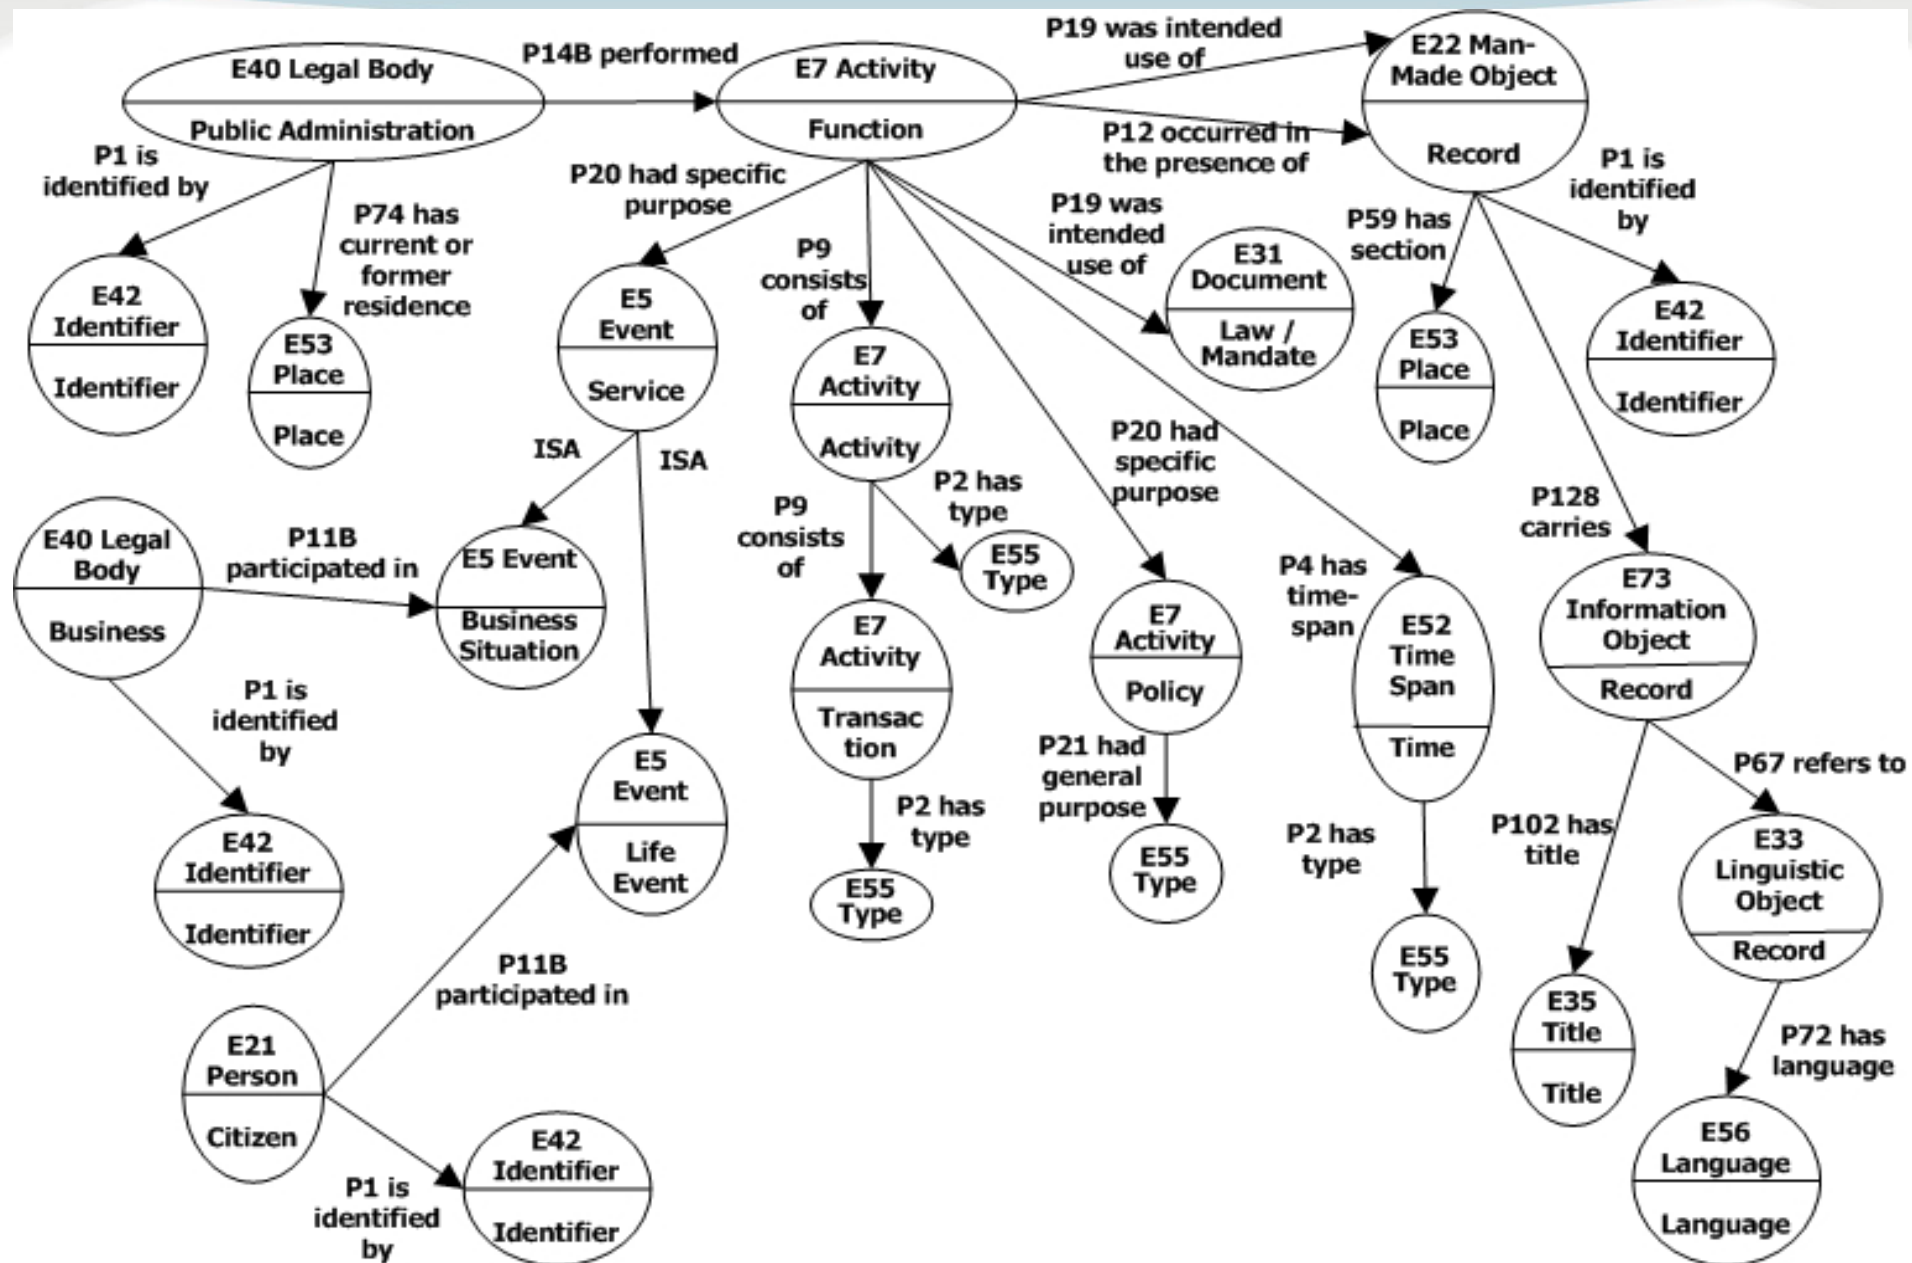 E40 Legal Body
Public Administration
P14B performed
E7 Activity
Function
P19 was intended
use of
E22 Man-
Made Object
Record
P12 occurred in
the presence of
P1 is
identified by
P74 has
current or
former
residence
P20 had specific
purpose
P9
consists
of
P19 was
intended
use of
E31
Document
Law /
Mandate
P59 has
section
P1 is
identified
by
E42
Identifier
Identifier
E53
Place
Place
E5
Event
Service
E7
Activity
Activity
E53
Place
Place
E42
Identifier
Identifier
ISA
ISA
P20 had
specific
purpose
P9
consists
of
P2 has
type
E55
Type
P128
carries
E40 Legal
Body
Business
P11B
participated in
E5 Event
Business
Situation
E7
Activity
Transac
tion
E7
Activity
Policy
P4 has
time-
span
E52
Time
Span
Time
E73
Information
Object
Record
P1 is
identified
by
E5
Event
Life
Event
P2 has
type
P21 had
general
purpose
P2 has
type
P102 has
title
P67 refers to
E42
Identifier
Identifier
E55
Type
E55
Type
E55
Type
E33
Linguistic
Object
Record
P11B
participated in
E35
Title
Title
P72 has
language
E21
Person
Citizen
P1 is
identified
by
E42
Identifier
Identifier
E56
Language
Language